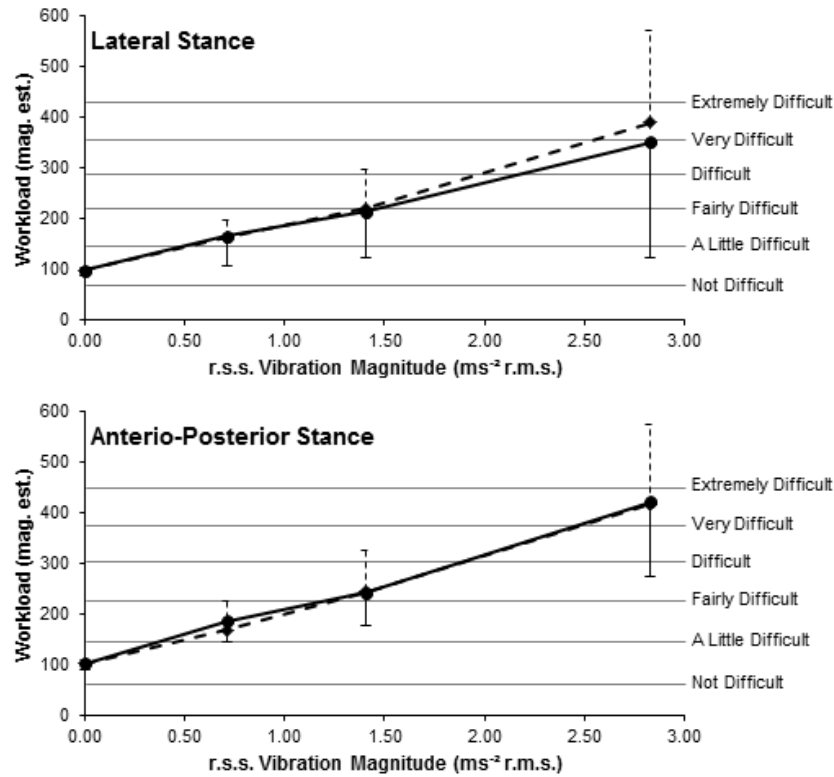 Lateral Stance
Workload (mag. est.)
600
500
400
300
200
100
0
Extremely Difficult
Very Difficult
Difficult
Fairly Difficult
A Little Difficult
Not Difficult
0.00 0.50 1.00 1.50 2.00 2.50 3.00
r.s.s. Vibration Magnitude (ms⁻² r.m.s.)
Anterio-Posterior Stance
Workload (mag. est.)
600
500
400
300
200
100
0
Extremely Difficult
Very Difficult
Difficult
Fairly Difficult
A Little Difficult
Not Difficult
0.00 0.50 1.00 1.50 2.00 2.50 3.00
r.s.s. Vibration Magnitude (ms⁻² r.m.s.)